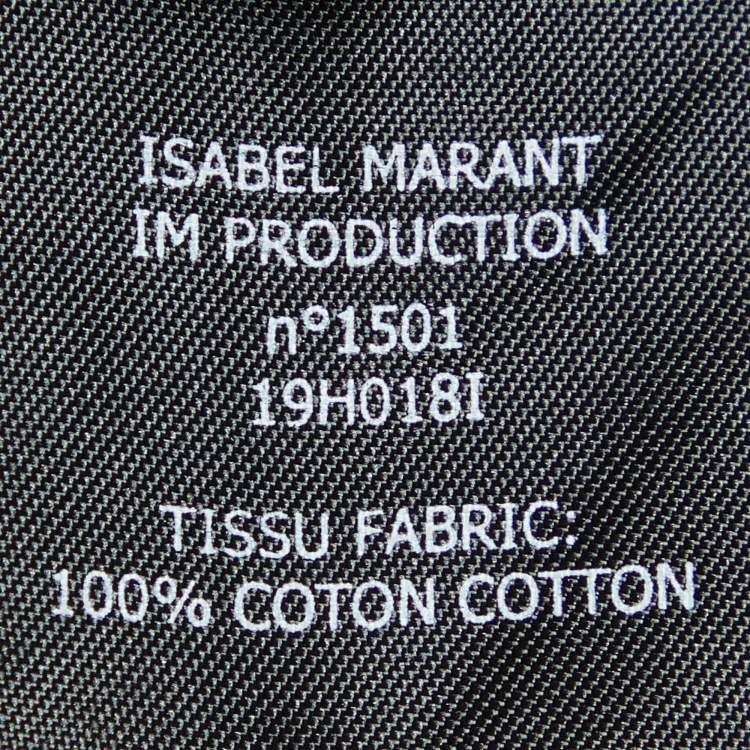 ISABEL MARANT
IM PRODUCTION
n°1501
19H018I
TISSU FABRIC:
100% COTON COTTON